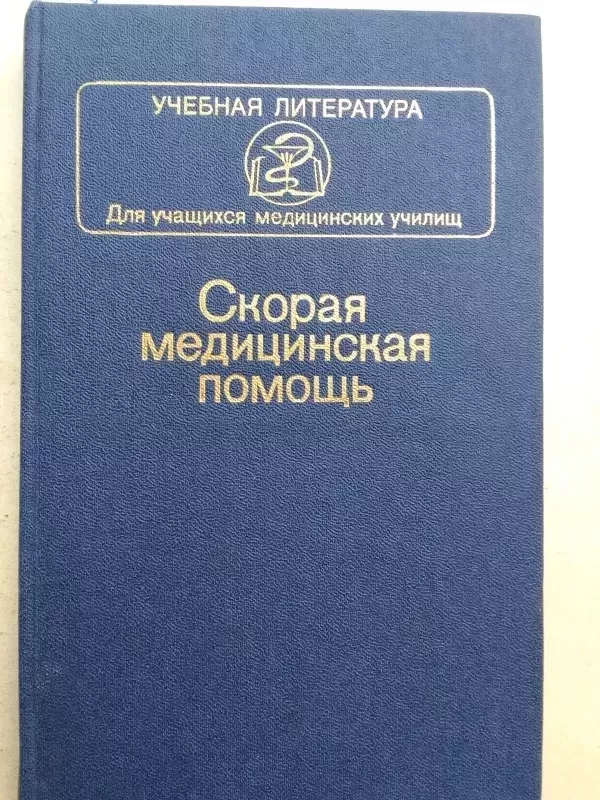 УЧЕБНАЯ ЛИТЕРАТУРА
Для учащихся медицинских училищ
Скорая
медицинская
помощь